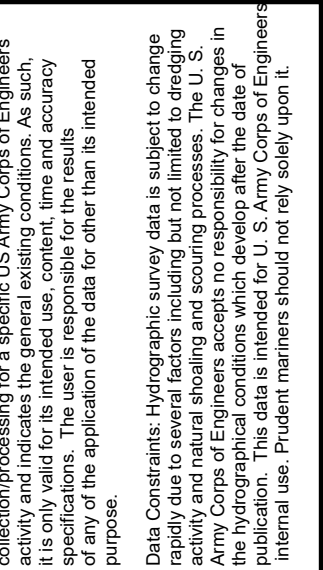 collection/processing for a specific US Army Corps of Engineers
activity and indicates the general existing conditions. As such,
it is only valid for its intended use, content, time and accuracy
specifications. The user is responsible for the results
of any of the application of the data for other than its intended
purpose.
Data Constraints: Hydrographic survey data is subject to change
rapidly due to several factors including but not limited to dredging
activity and natural shoaling and scouring processes. The U. S.
Army Corps of Engineers accepts no responsibility for changes in
the hydrographical conditions which develop after the date of
publication. This data is intended for U. S. Army Corps of Engineers
internal use. Prudent mariners should not rely solely upon it.